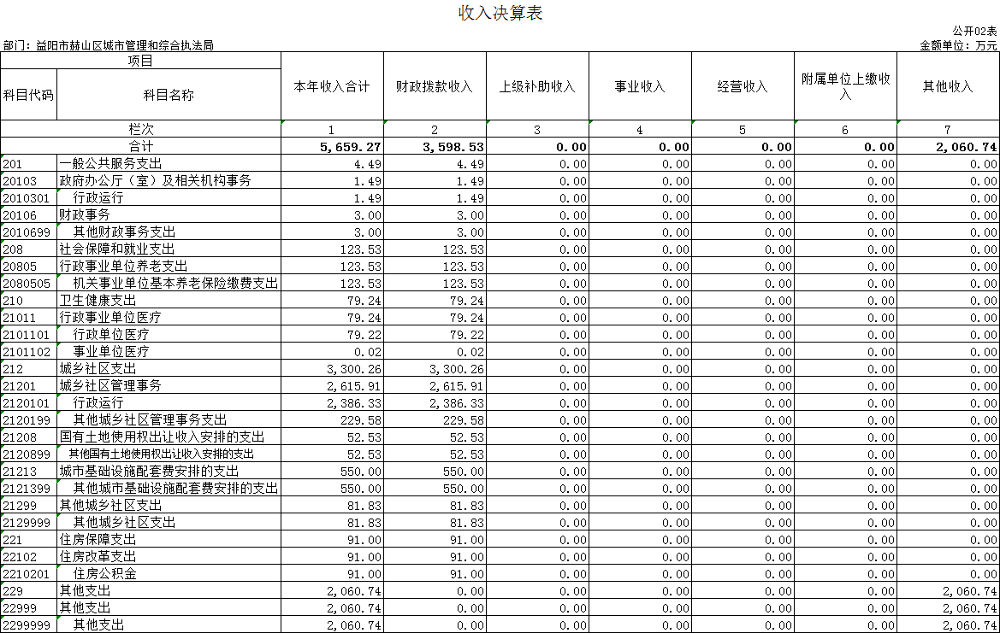 收入决算表
公开02表
部门：益阳市赫山区城市管理和综合执法局 金额单位：万元
项目 本年收入合计 财政拨款收入 上级补助收入 事业收入 经营收入 附属单位上缴收入 其他收入
科目代码 科目名称
栏次 1 2 3 4 5 6 7
合计 5,659.27 3,598.53 0.00 0.00 0.00 0.00 2,060.74
201 一般公共服务支出 4.49 4.49 0.00 0.00 0.00 0.00 0.00
20103 政府办公厅（室）及相关机构事务 1.49 1.49 0.00 0.00 0.00 0.00 0.00
2010301 行政运行 1.49 1.49 0.00 0.00 0.00 0.00 0.00
20106 财政事务 3.00 3.00 0.00 0.00 0.00 0.00 0.00
2010699 其他财政事务支出 3.00 3.00 0.00 0.00 0.00 0.00 0.00
208 社会保障和就业支出 123.53 123.53 0.00 0.00 0.00 0.00 0.00
20805 行政事业单位养老支出 123.53 123.53 0.00 0.00 0.00 0.00 0.00
2080505 机关事业单位基本养老保险缴费支出 123.53 123.53 0.00 0.00 0.00 0.00 0.00
210 卫生健康支出 79.24 79.24 0.00 0.00 0.00 0.00 0.00
21011 行政事业单位医疗 79.24 79.24 0.00 0.00 0.00 0.00 0.00
2101101 行政单位医疗 79.22 79.22 0.00 0.00 0.00 0.00 0.00
2101102 事业单位医疗 0.02 0.02 0.00 0.00 0.00 0.00 0.00
212 城乡社区支出 3,300.26 3,300.26 0.00 0.00 0.00 0.00 0.00
21201 城乡社区管理事务 2,615.91 2,615.91 0.00 0.00 0.00 0.00 0.00
2120101 行政运行 2,386.33 2,386.33 0.00 0.00 0.00 0.00 0.00
2120199 其他城乡社区管理事务支出 229.58 229.58 0.00 0.00 0.00 0.00 0.00
21208 国有土地使用权出让收入安排的支出 52.53 52.53 0.00 0.00 0.00 0.00 0.00
2120899 其他国有土地使用权出让收入安排的支出 52.53 52.53 0.00 0.00 0.00 0.00 0.00
21213 城市基础设施配套费安排的支出 550.00 550.00 0.00 0.00 0.00 0.00 0.00
2121399 其他城市基础设施配套费安排的支出 550.00 550.00 0.00 0.00 0.00 0.00 0.00
21299 其他城乡社区支出 81.83 81.83 0.00 0.00 0.00 0.00 0.00
2129999 其他城乡社区支出 81.83 81.83 0.00 0.00 0.00 0.00 0.00
221 住房保障支出 91.00 91.00 0.00 0.00 0.00 0.00 0.00
22102 住房改革支出 91.00 91.00 0.00 0.00 0.00 0.00 0.00
2210201 住房公积金 91.00 91.00 0.00 0.00 0.00 0.00 0.00
229 其他支出 2,060.74 0.00 0.00 0.00 0.00 0.00 2,060.74
22999 其他支出 2,060.74 0.00 0.00 0.00 0.00 0.00 2,060.74
2299999 其他支出 2,060.74 0.00 0.00 0.00 0.00 0.00 2,060.74